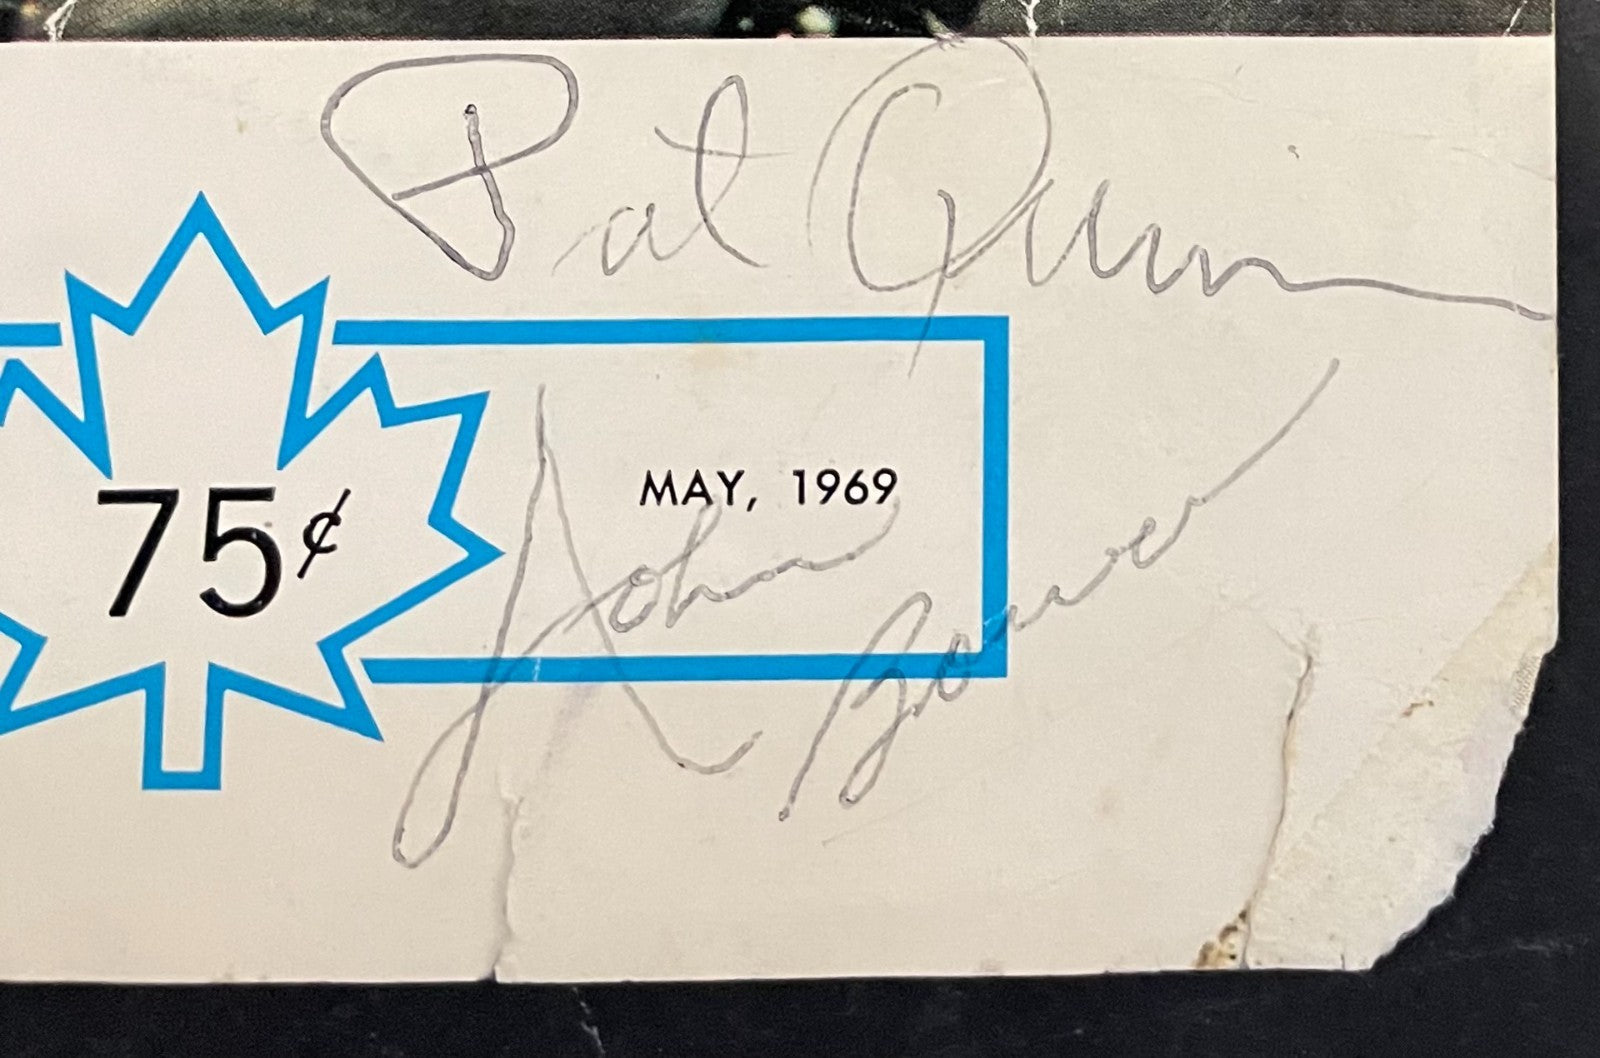 Pat Quinn
MAY, 1969
75¢
John Bower